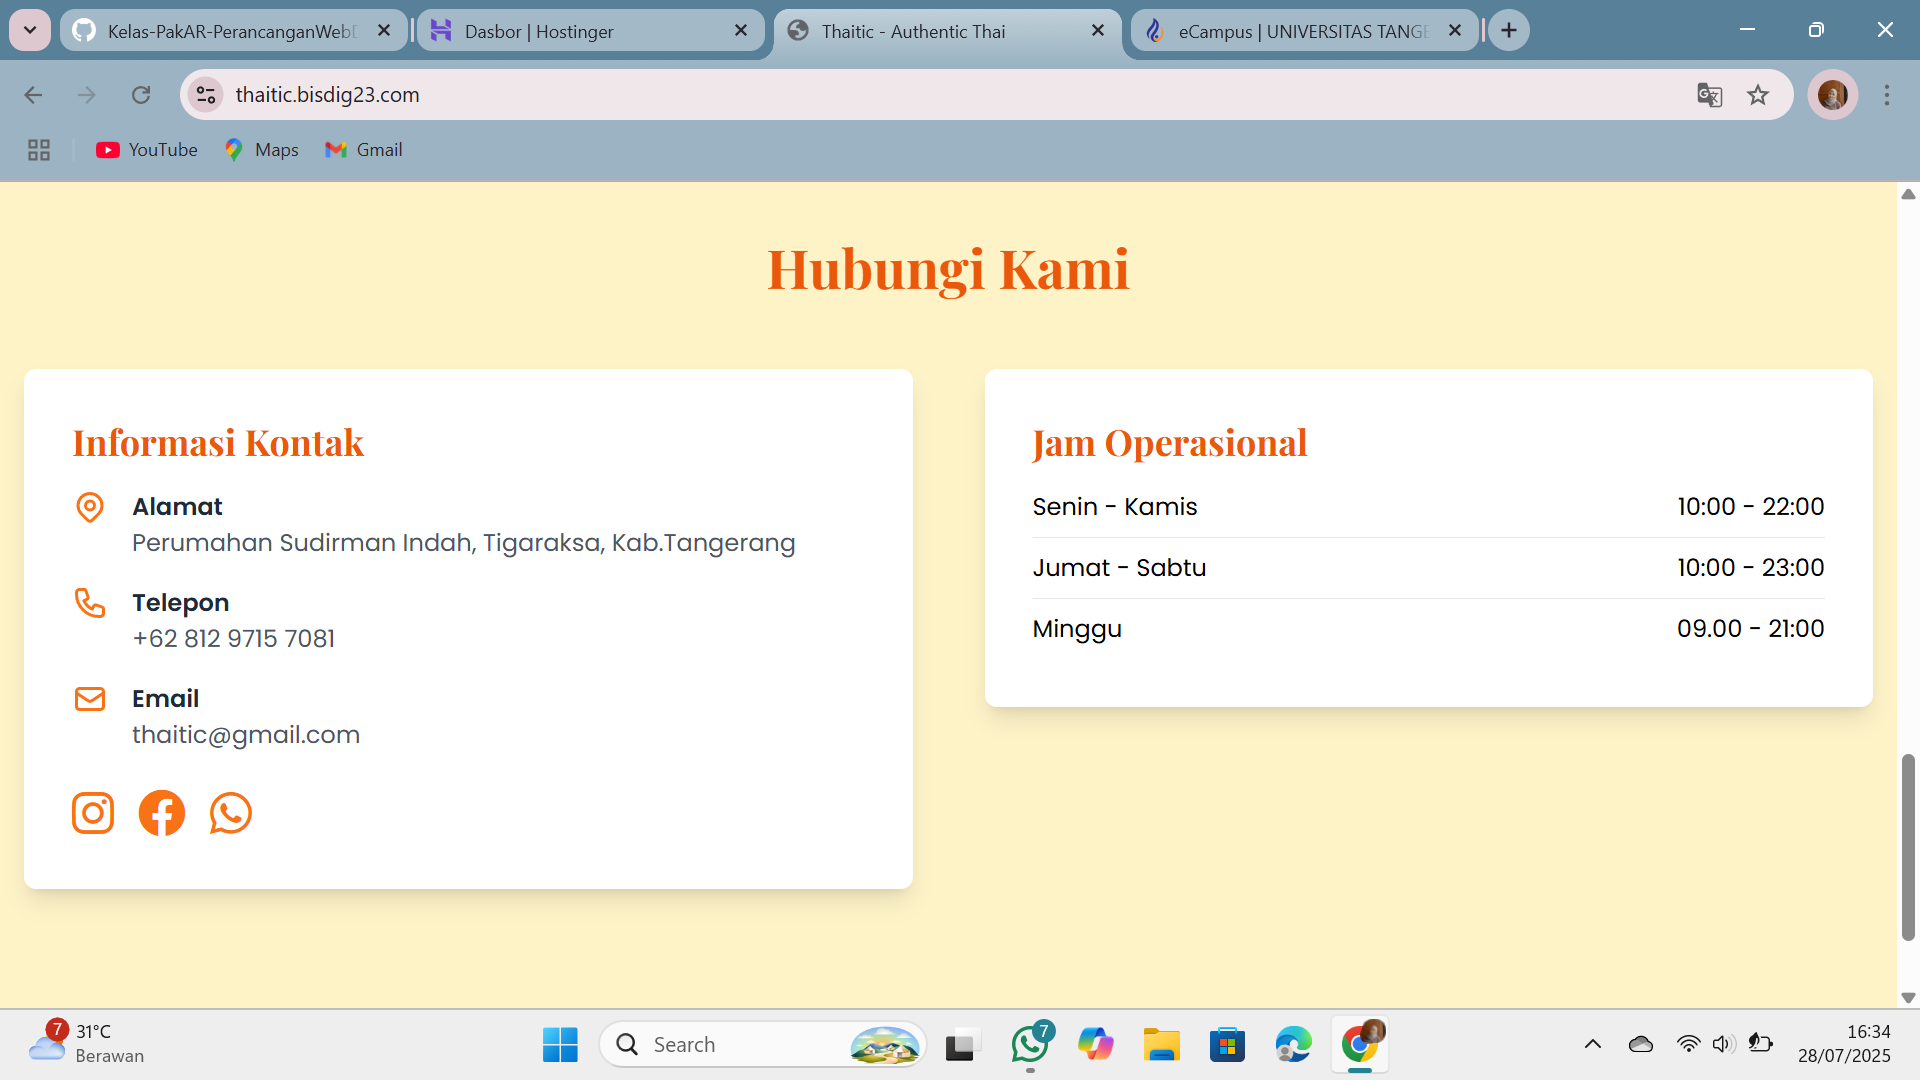 Kelas-PakAR-PerancanganWeb
Dasbor | Hostinger
Thaitic - Authentic Thai
eCampus | UNIVERSITAS TANGE
thaitic.bisdig23.com
YouTube
Maps
Gmail
Hubungi Kami
Informasi Kontak
Alamat
Perumahan Sudirman Indah, Tigaraksa, Kab.Tangerang
Telepon
+62 812 9715 7081
Email
thaitic@gmail.com
Jam Operasional
Senin - Kamis 10:00 - 22:00
Jumat - Sabtu 10:00 - 23:00
Minggu 09.00 - 21:00
7
31°C
Berawan
Search
7
16:34
28/07/2025